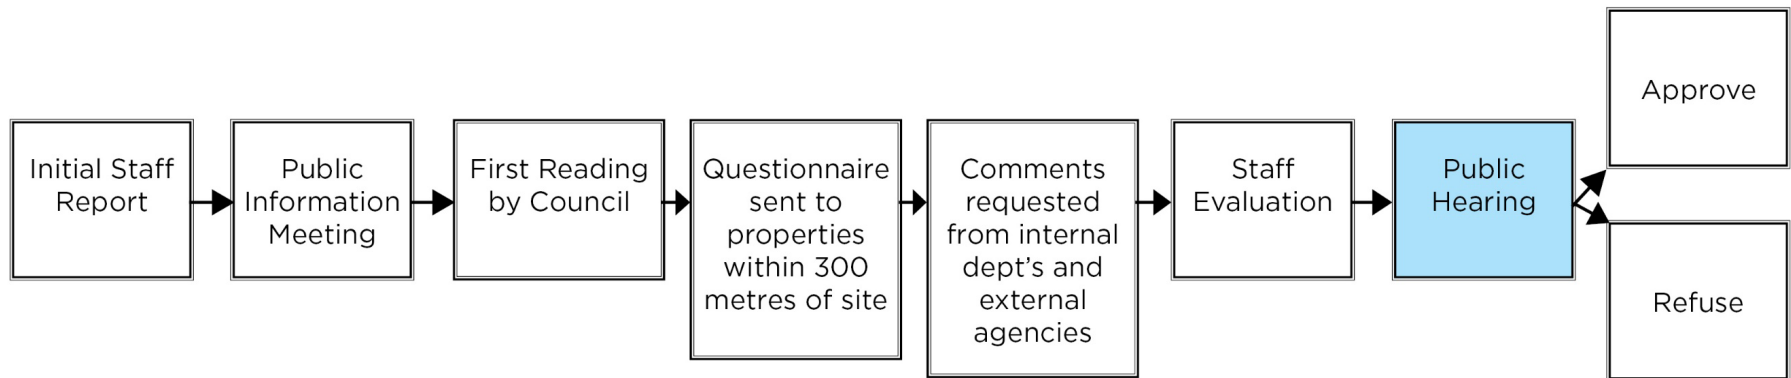 Initial Staff
Report
Public
Information
Meeting
First Reading
by Council
Questionnaire
sent to
properties
within 300
metres of site
Comments
requested
from internal
dept's and
external
agencies
Staff
Evaluation
Public
Hearing
Approve
Refuse